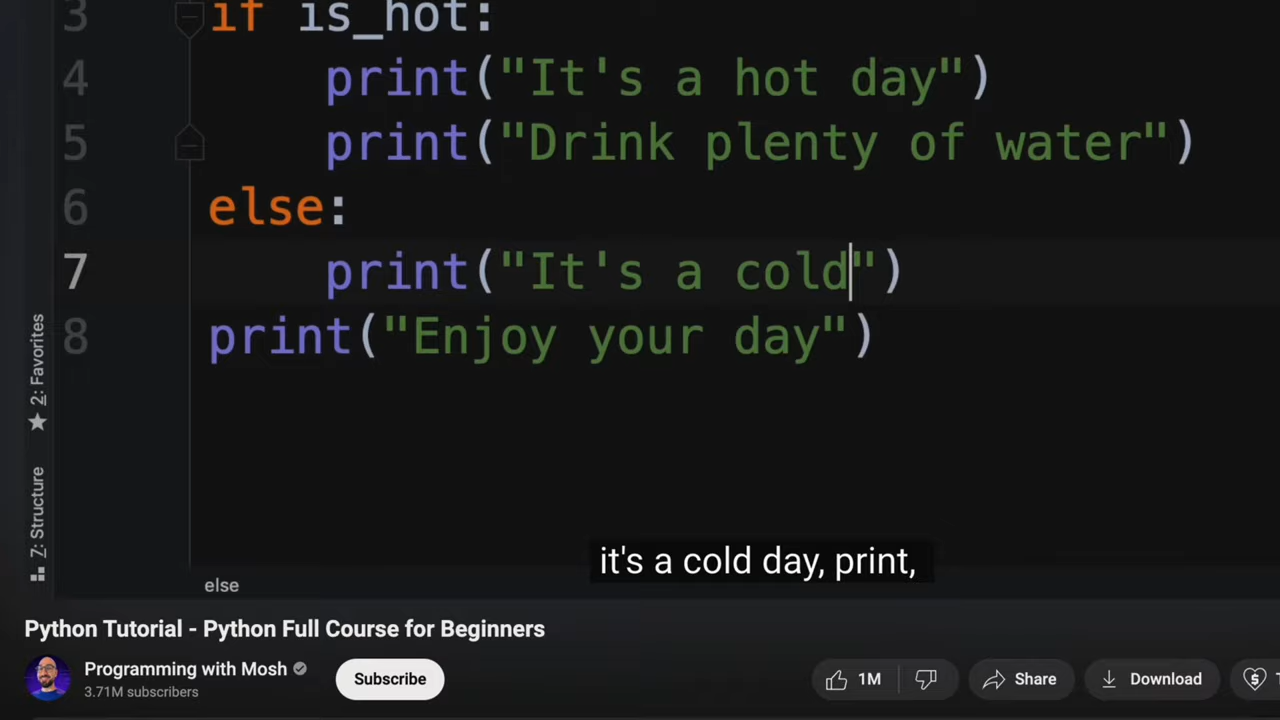 3 if is_hot:
4 print("It's a hot day")
5 print("Drink plenty of water")
6 else:
7 print("It's a cold")
8 print("Enjoy your day")
2: Favorites
7: Structure
it's a cold day, print,
else
Python Tutorial - Python Full Course for Beginners
Programming with Mosh
3.71M subscribers
Subscribe
1M
Share
Download